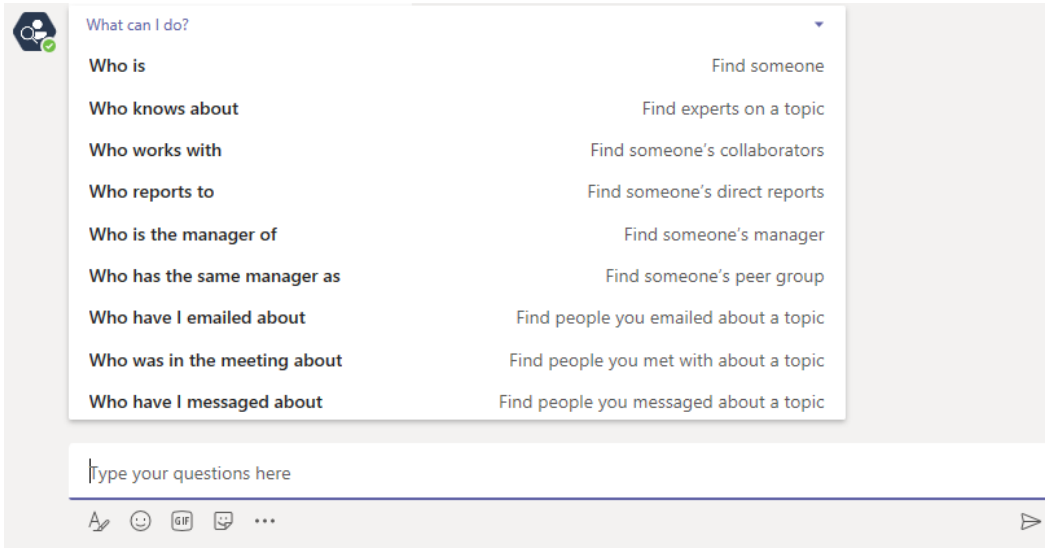 What can I do?
Who is Find someone
Who knows about Find experts on a topic
Who works with Find someone's collaborators
Who reports to Find someone's direct reports
Who is the manager of Find someone's manager
Who has the same manager as Find someone's peer group
Who have I emailed about Find people you emailed about a topic
Who was in the meeting about Find people you met with about a topic
Who have I messaged about Find people you messaged about a topic
Type your questions here
GIF